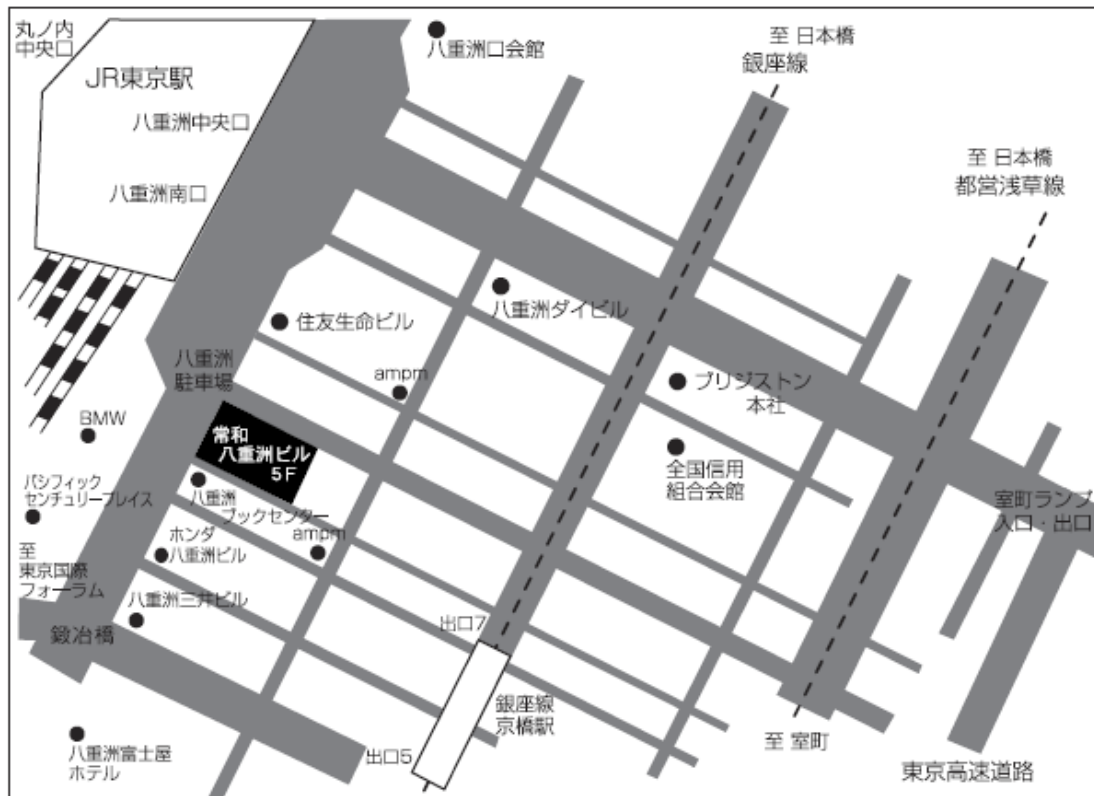 丸ノ内
中央口
JR東京駅
八重洲中央口
八重洲南口
八重洲口会館
至 日本橋
銀座線
至 日本橋
都営浅草線
八重洲ダイビル
住友生命ビル
八重洲
駐車場
ampm
ブリジストン
本社
BMW
常和
八重洲ビル
5F
全国信用
組合会館
パシフィック
センチュリープレイス
八重洲
ブックセンター
室町ランプ
入口・出口
ホンダ
八重洲ビル
ampm
至
東京国際
フォーラム
八重洲三井ビル
鍛冶橋
出口7
銀座線
京橋駅
出口5
八重洲富士屋
ホテル
至 室町
東京高速道路